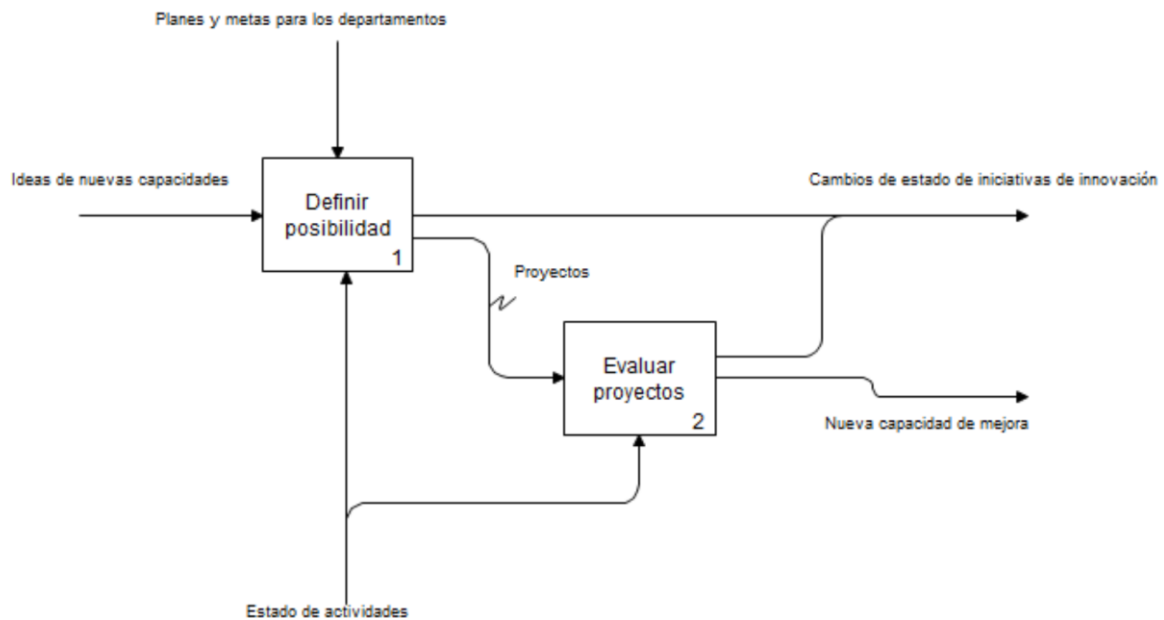 Planes y metas para los departamentos
Ideas de nuevas capacidades
Cambios de estado de iniciativas de innovación
Definir
posibilidad
1
Proyectos
Evaluar
proyectos
2
Nueva capacidad de mejora
Estado de actividades